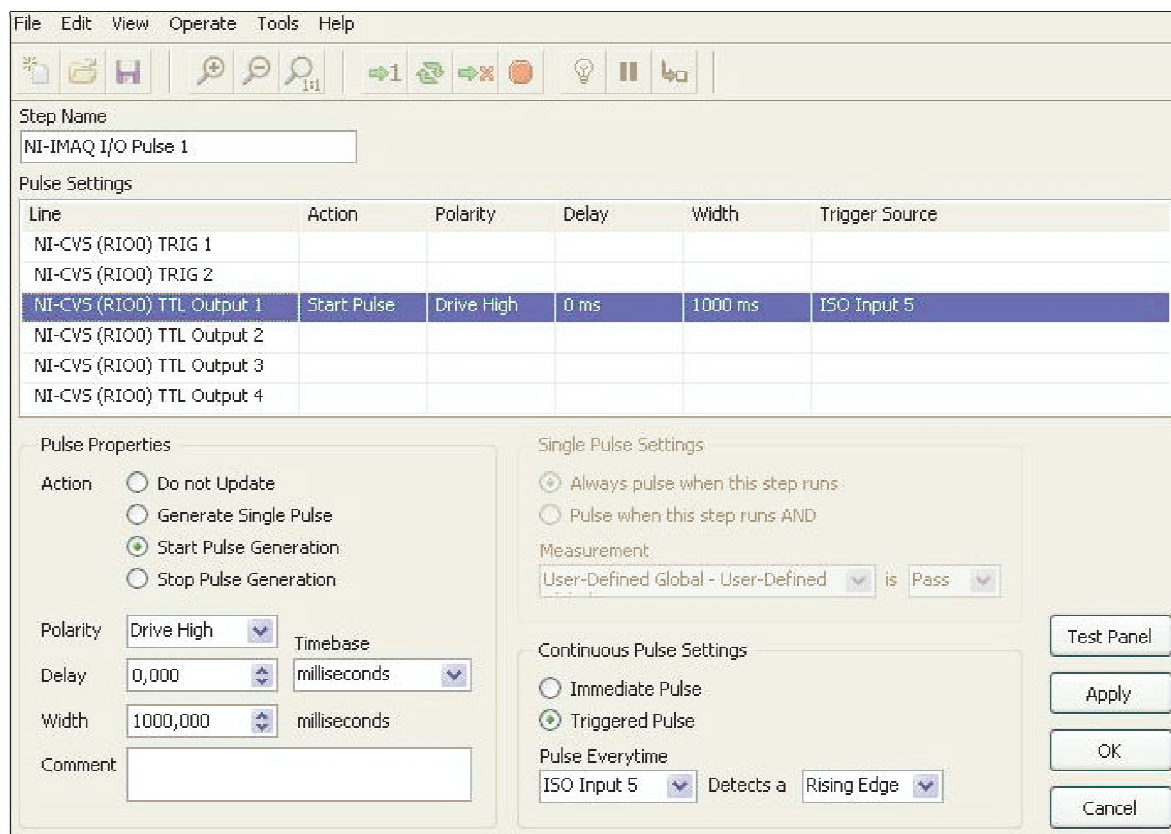 File Edit View Operate Tools Help
1:1 1
Step Name
NI-IMAQ I/O Pulse 1
Pulse Settings
Line Action Polarity Delay Width Trigger Source
NI-CVS (RIO0) TRIG 1
NI-CVS (RIO0) TRIG 2
NI-CVS (RIO0) TTL Output 1 Start Pulse Drive High 0 ms 1000 ms ISO Input 5
NI-CVS (RIO0) TTL Output 2
NI-CVS (RIO0) TTL Output 3
NI-CVS (RIO0) TTL Output 4
Pulse Properties
Action
Do not Update
Generate Single Pulse
Start Pulse Generation
Stop Pulse Generation
Polarity Drive High Timebase
Delay 0,000 milliseconds
Width 1000,000 milliseconds
Comment
Single Pulse Settings
Always pulse when this step runs
Pulse when this step runs AND
Measurement
User-Defined Global - User-Defined is Pass
Continuous Pulse Settings
Immediate Pulse
Triggered Pulse
Pulse Everytime
ISO Input 5 Detects a Rising Edge
Test Panel
Apply
OK
Cancel